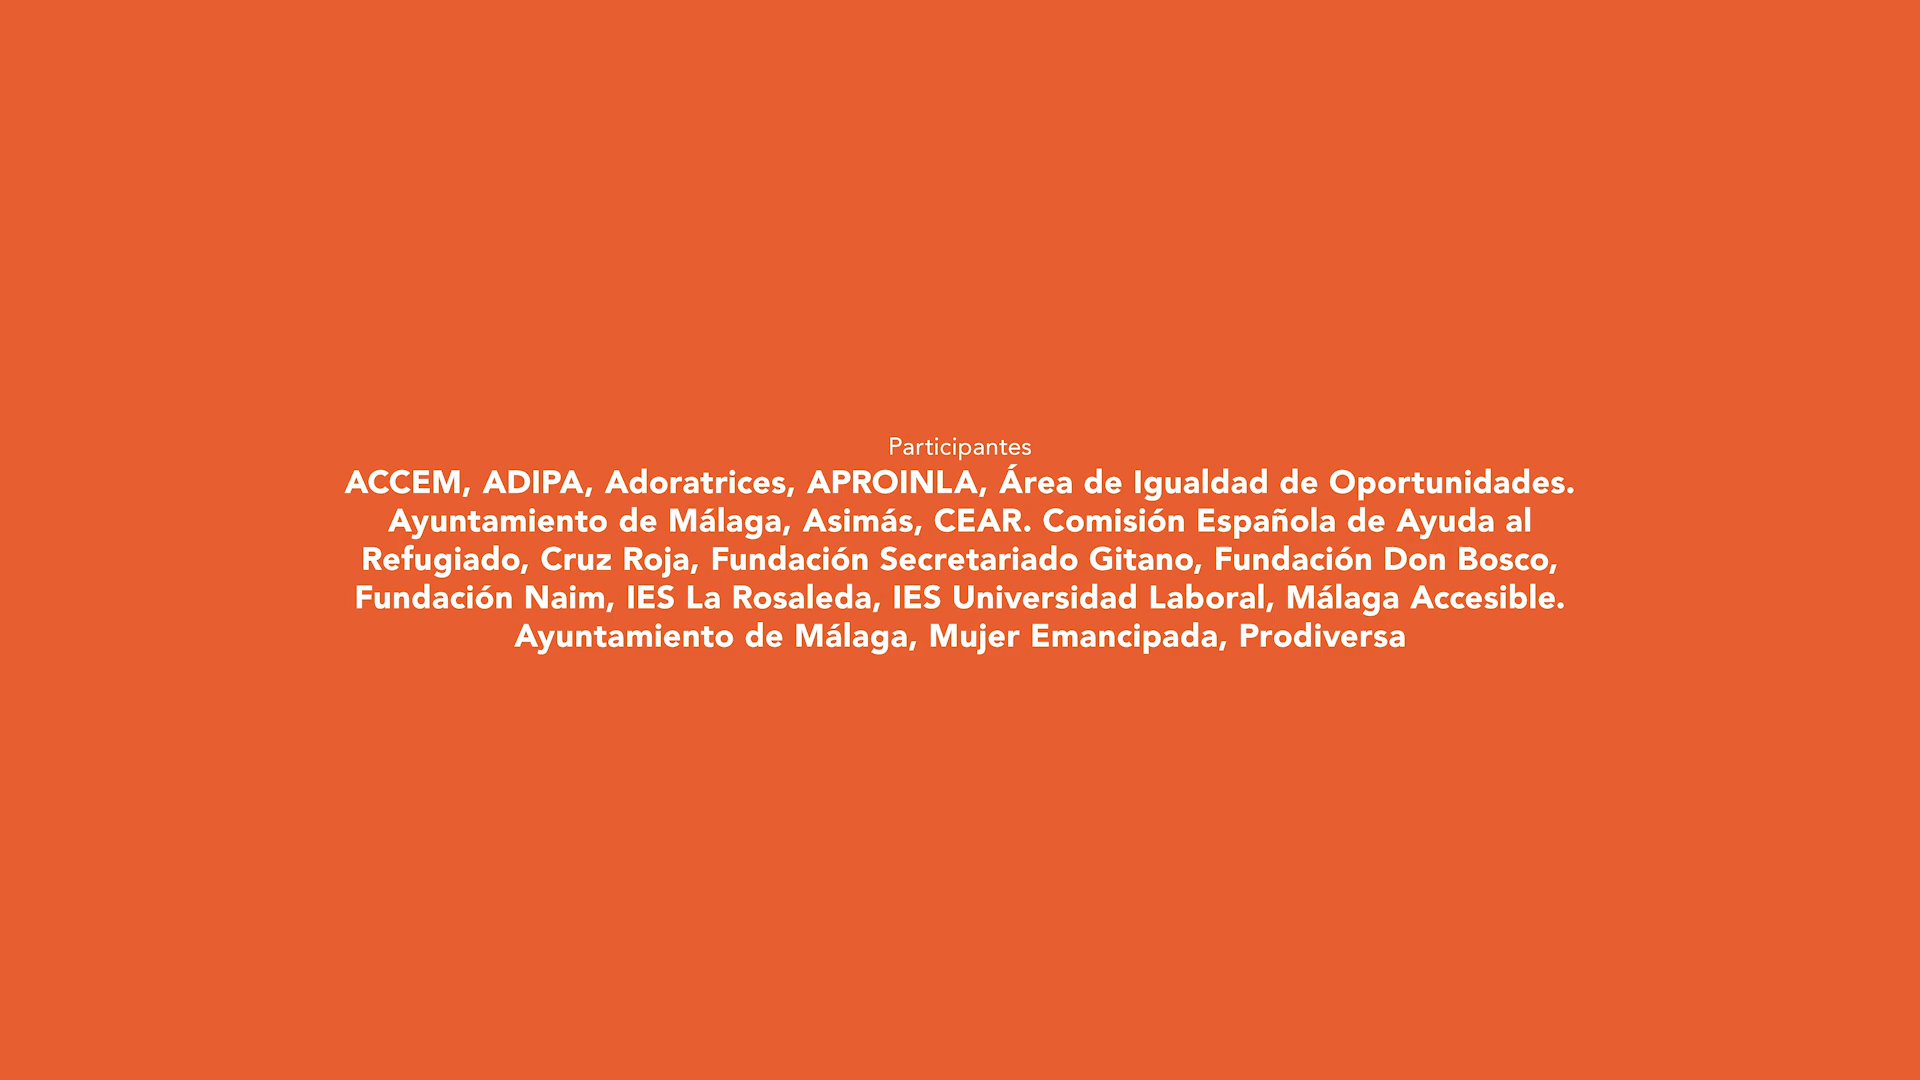 Participantes
ACCEM, ADIPA, Adoratrices, APROINLA, Área de Igualdad de Oportunidades.
Ayuntamiento de Málaga, Asimás, CEAR. Comisión Española de Ayuda al
Refugiado, Cruz Roja, Fundación Secretariado Gitano, Fundación Don Bosco,
Fundación Naim, IES La Rosaleda, IES Universidad Laboral, Málaga Accesible.
Ayuntamiento de Málaga, Mujer Emancipada, Prodiversa